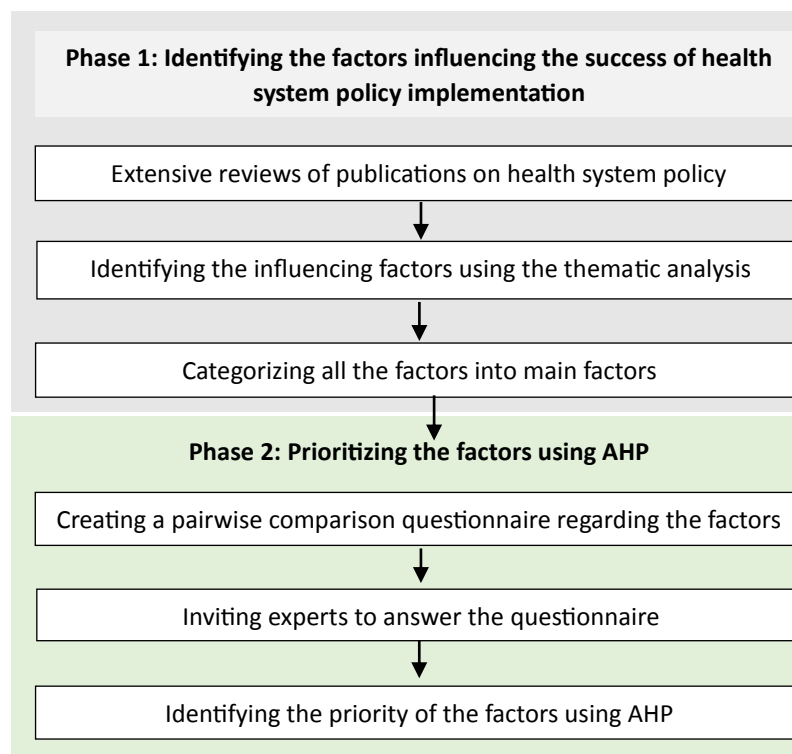 Phase 1: Identifying the factors influencing the success of health
system policy implementation
Extensive reviews of publications on health system policy
Identifying the influencing factors using the thematic analysis
Categorizing all the factors into main factors
Phase 2: Prioritizing the factors using AHP
Creating a pairwise comparison questionnaire regarding the factors
Inviting experts to answer the questionnaire
Identifying the priority of the factors using AHP